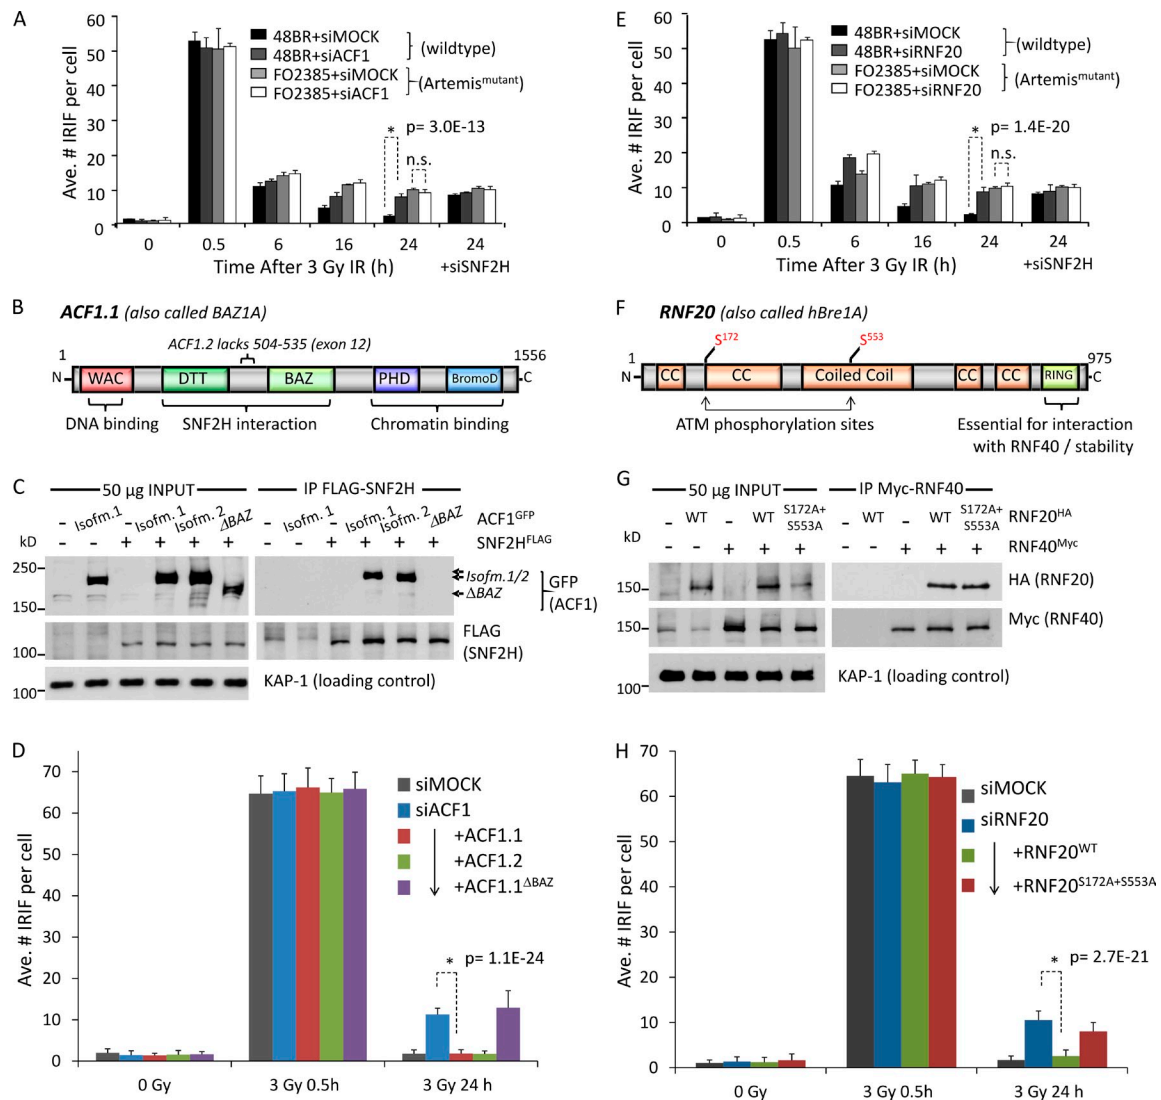 A
Ave. # IRIF per cell
60
50
40
30
20
10
0
48BR+siMOCK
48BR+siACF1
(wildtype)
FO2385+siMOCK
FO2385+siACF1
(Artemis^mutant)
* p= 3.0E-13
n.s.
0 0.5 6 16 24 24
+siSNF2H
Time After 3 Gy IR (h)
E
Ave. # IRIF per cell
60
50
40
30
20
10
0
48BR+siMOCK
48BR+siRNF20
(wildtype)
FO2385+siMOCK
FO2385+siRNF20
(Artemis^mutant)
* p= 1.4E-20
n.s.
0 0.5 6 16 24 24
+siSNF2H
Time After 3 Gy IR (h)
B
ACF1.1 (also called BAZ1A)
ACF1.2 lacks 504-535 (exon 12)
1 1556
N WAC DTT BAZ PHD BromoD C
DNA binding SNF2H interaction Chromatin binding
F
RNF20 (also called hBre1A)
S^172 S^553
1 975
N CC CC Coiled Coil CC CC RING C
ATM phosphorylation sites
Essential for interaction
with RNF40 / stability
C
50 µg INPUT IP FLAG-SNF2H
- Isofm. 1 - Isofm. 1 Isofm. 2 ΔBAZ - Isofm. 1 - Isofm. 1 Isofm. 2 ΔBAZ ACF1^GFP
- - + + + + - - + + + + SNF2H^FLAG
kD
250
150
100
100
Isofm.1/2
ΔBAZ
GFP
(ACF1)
FLAG
(SNF2H)
KAP-1 (loading control)
G
50 µg INPUT IP Myc-RNF40
- WT - WT S172A+
S553A - WT - WT S172A+
S553A RNF20^HA
- - + + + - - + + + RNF40^Myc
kD
150
150
100
HA (RNF20)
Myc (RNF40)
KAP-1 (loading control)
D
Ave. # IRIF per cell
70
60
50
40
30
20
10
0
siMOCK
siACF1
+ACF1.1
+ACF1.2
+ACF1.1^ΔBAZ
* p= 1.1E-24
0 Gy 3 Gy 0.5h 3 Gy 24 h
H
Ave. # IRIF per cell
70
60
50
40
30
20
10
0
siMOCK
siRNF20
+RNF20^WT
+RNF20^S172A+S553A
* p= 2.7E-21
0 Gy 3 Gy 0.5h 3 Gy 24 h